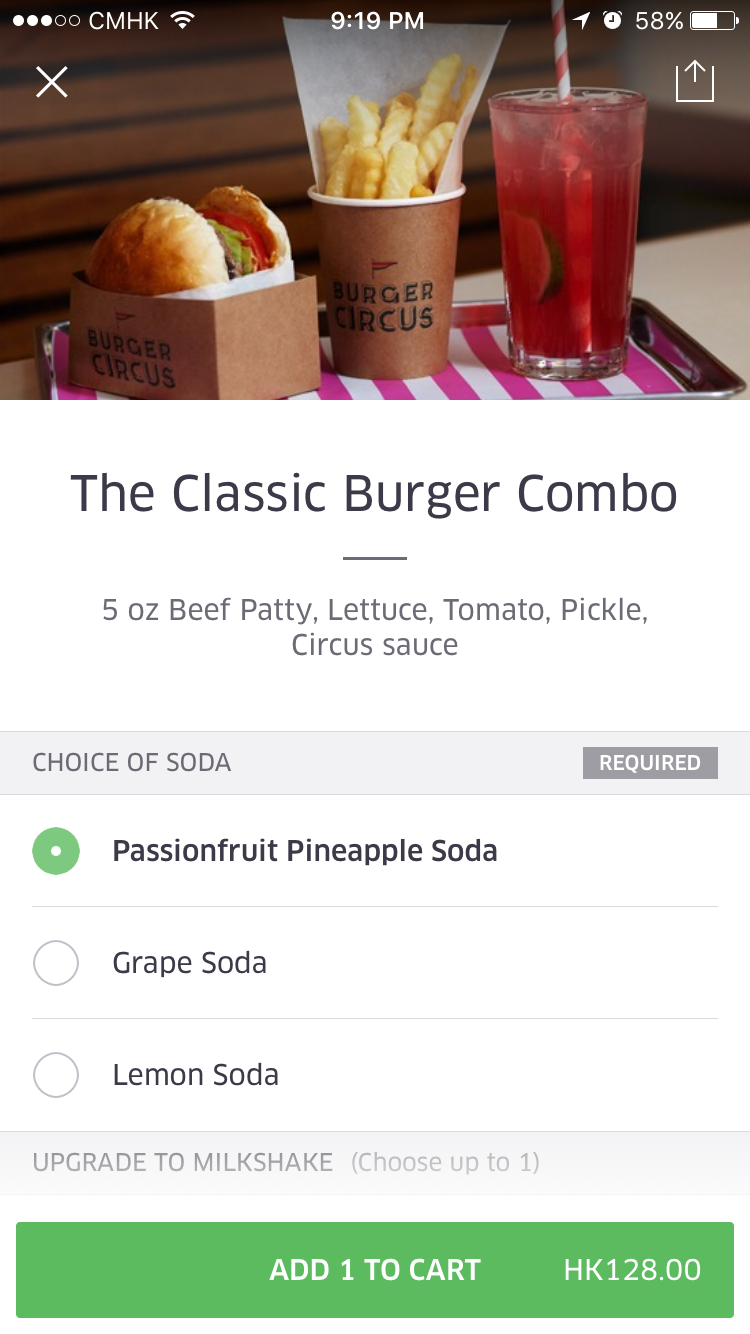 CMHK 9:19 PM 58%
BURGER
CIRCUS
BURGER
CIRCUS
The Classic Burger Combo
5 oz Beef Patty, Lettuce, Tomato, Pickle,
Circus sauce
CHOICE OF SODA REQUIRED
Passionfruit Pineapple Soda
Grape Soda
Lemon Soda
UPGRADE TO MILKSHAKE (Choose up to 1)
ADD 1 TO CART HK128.00